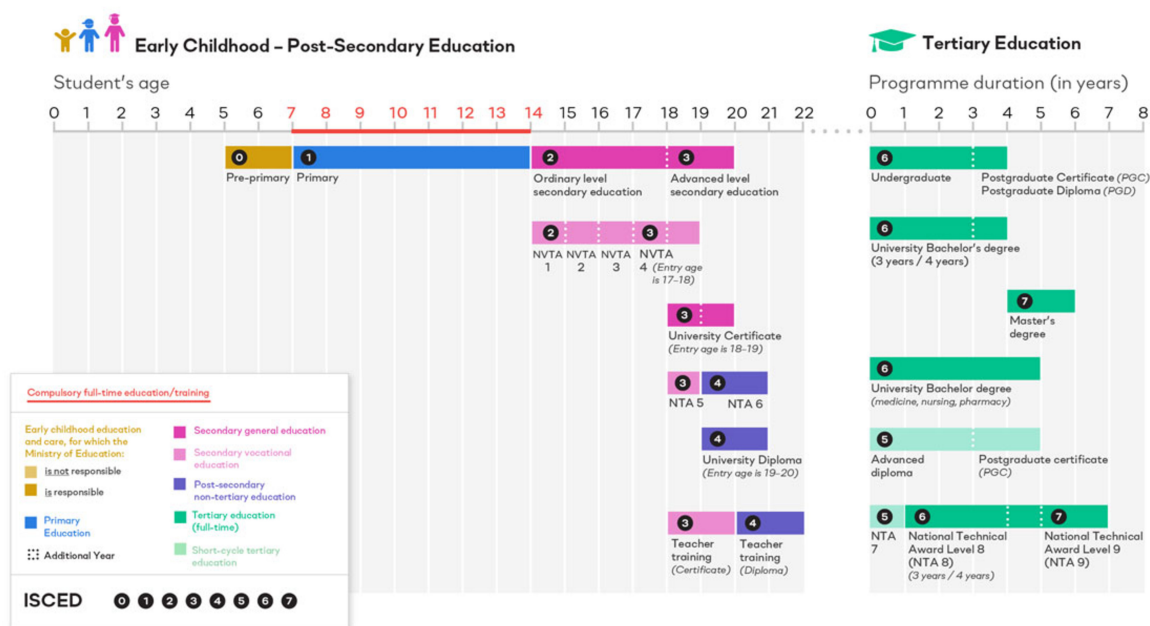 Early Childhood – Post-Secondary Education
Tertiary Education
Student's age
Programme duration (in years)
0 1 2 3 4 5 6 7 8 9 10 11 12 13 14 15 16 17 18 19 20 21 22
0 1 2 3 4 5 6 7 8
0
Pre-primary
1
Primary
2
Ordinary level
secondary education
3
Advanced level
secondary education
2
NVTA
1
NVTA
2
NVTA
3
3
NVTA
4 (Entry age
is 17-18)
3
University Certificate
(Entry age is 18-19)
3
NTA 5
4
NTA 6
4
University Diploma
(Entry age is 19-20)
3
Teacher
training
(Certificate)
4
Teacher
training
(Diploma)
6
Undergraduate
Postgraduate Certificate (PGC)
Postgraduate Diploma (PGD)
6
University Bachelor's degree
(3 years / 4 years)
7
Master's
degree
6
University Bachelor degree
(medicine, nursing, pharmacy)
5
Advanced
diploma
Postgraduate certificate
(PGC)
5
NTA
7
6
National Technical
Award Level 8
(NTA 8)
(3 years / 4 years)
7
National Technical
Award Level 9
(NTA 9)
Compulsory full-time education/training
Early childhood education
and care, for which the
Ministry of Education:
is not responsible
is responsible
Primary
Education
Additional Year
Secondary general education
Secondary vocational
education
Post-secondary
non-tertiary education
Tertiary education
(full-time)
Short-cycle tertiary
education
ISCED 0 1 2 3 4 5 6 7